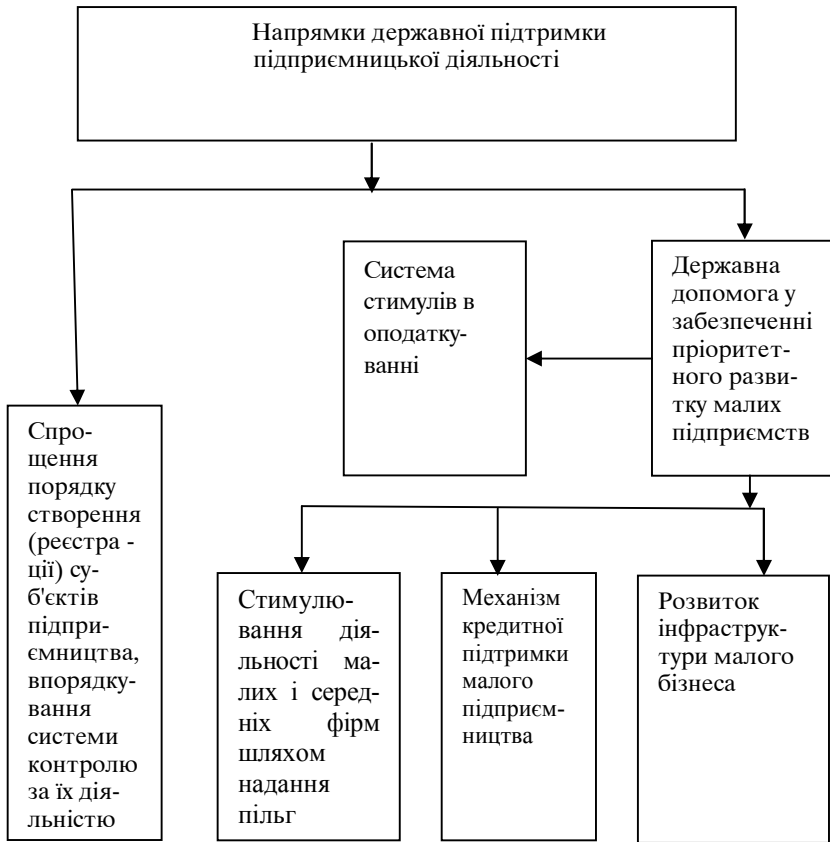 Напрямки державної підтримки
підприємницької діяльності
Система
стимулів в
оподатку-
ванні
Державна
допомога у
забезпеченні
пріоритет-
ного разви-
тку малих
підприємств
Спро-
щення
порядку
створення
(реєстра -
ції) су-
б'єктів
підпри-
ємництва,
впорядку-
вання
системи
контролю
за їх дія-
льністю
Стимулю-
вання дія-
льності ма-
лих і серед-
ніх фірм
шляхом
надання
пільг
Механізм
кредитної
підтримки
малого
підприєм-
ництва
Розвиток
інфраструк-
тури малого
бізнеса